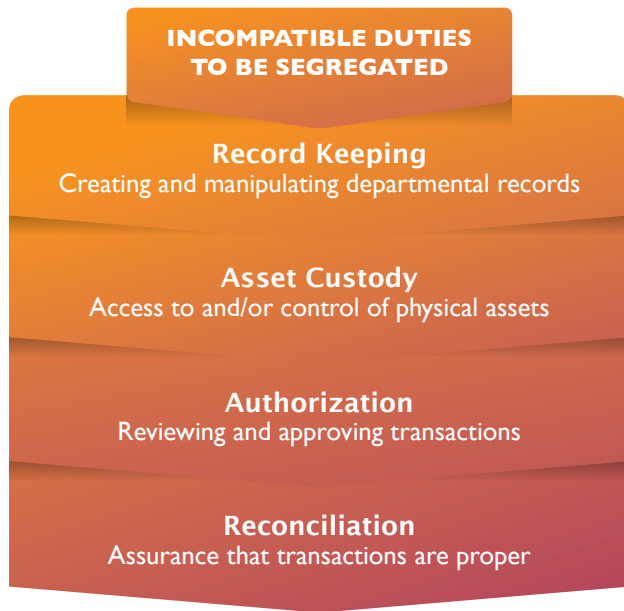 INCOMPATIBLE DUTIES
TO BE SEGREGATED
Record Keeping
Creating and manipulating departmental records
Asset Custody
Access to and/or control of physical assets
Authorization
Reviewing and approving transactions
Reconciliation
Assurance that transactions are proper